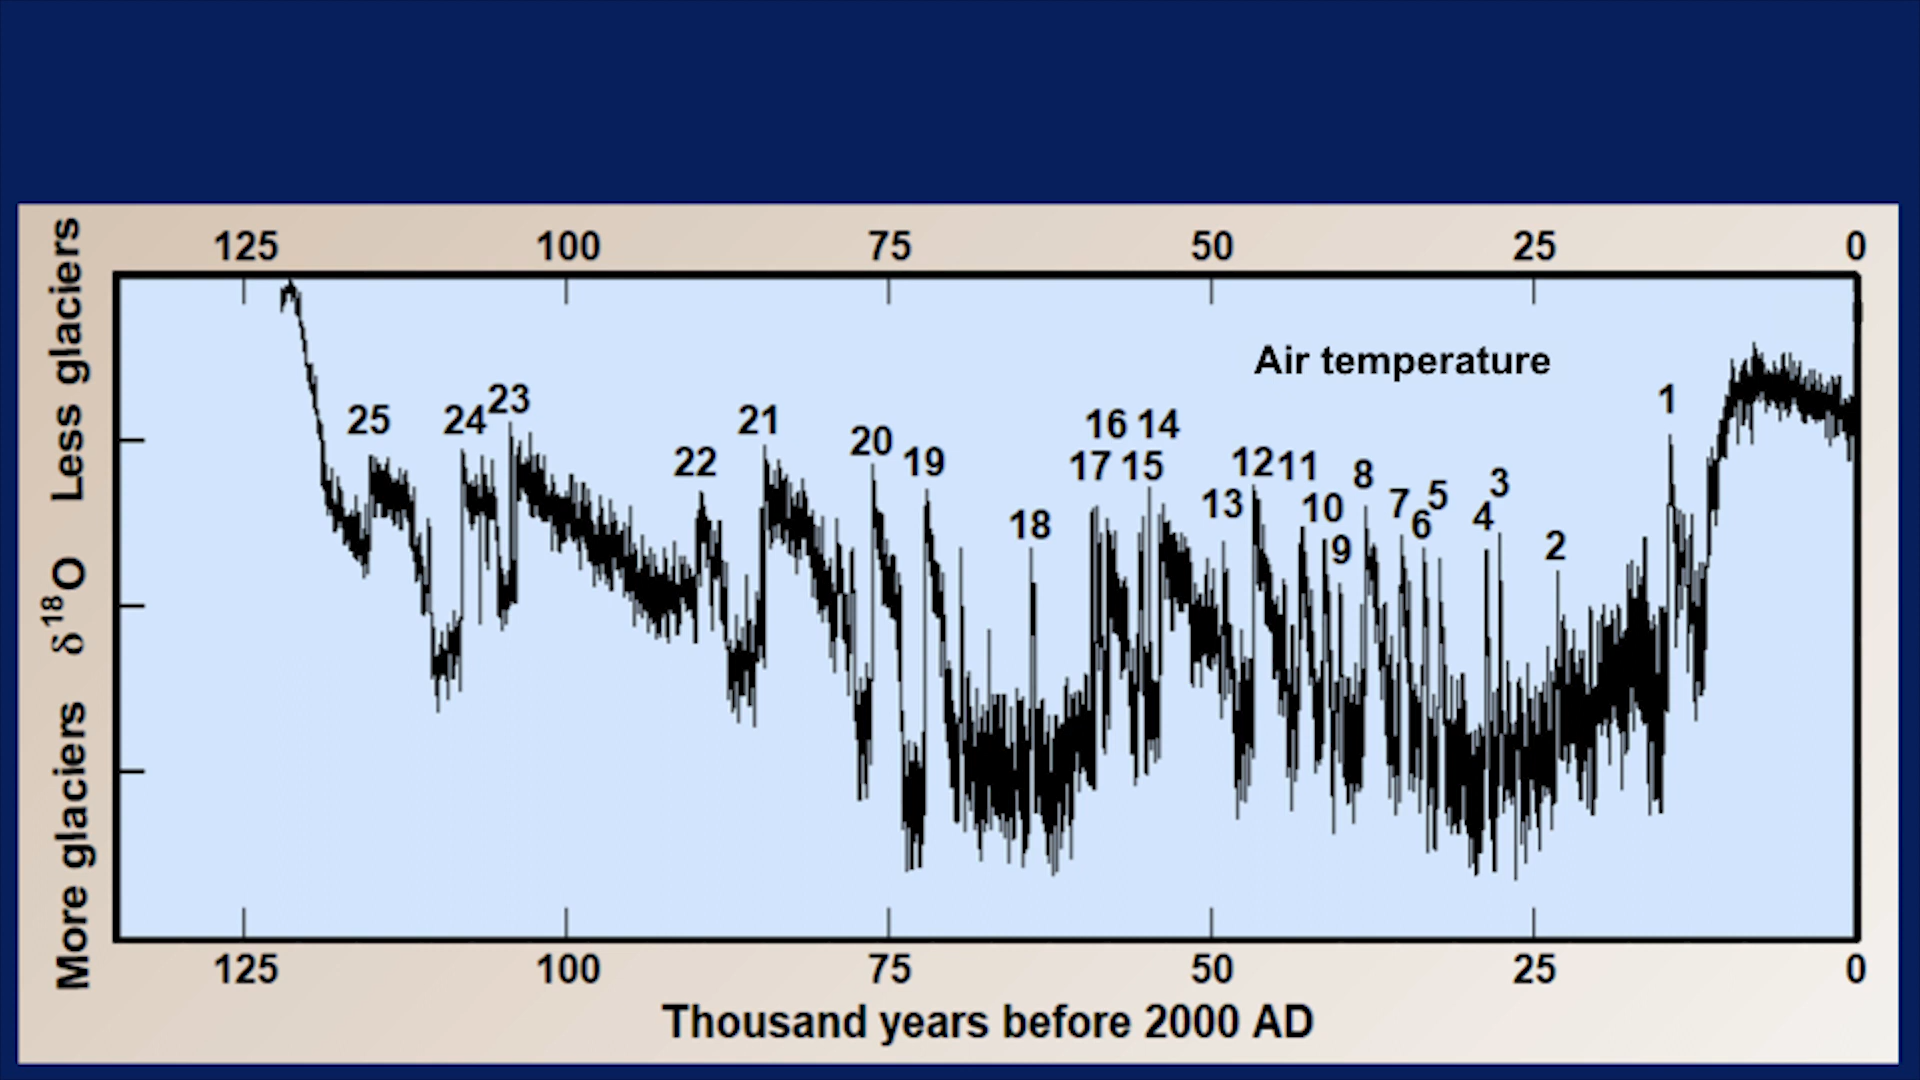 125 100 75 50 25 0
Less glaciers
δ¹⁸O
More glaciers
Air temperature
25 24 23 22 21 20 19 18 17 16 15 14 13 12 11 10 9 8 7 6 5 4 3 2 1
125 100 75 50 25 0
Thousand years before 2000 AD